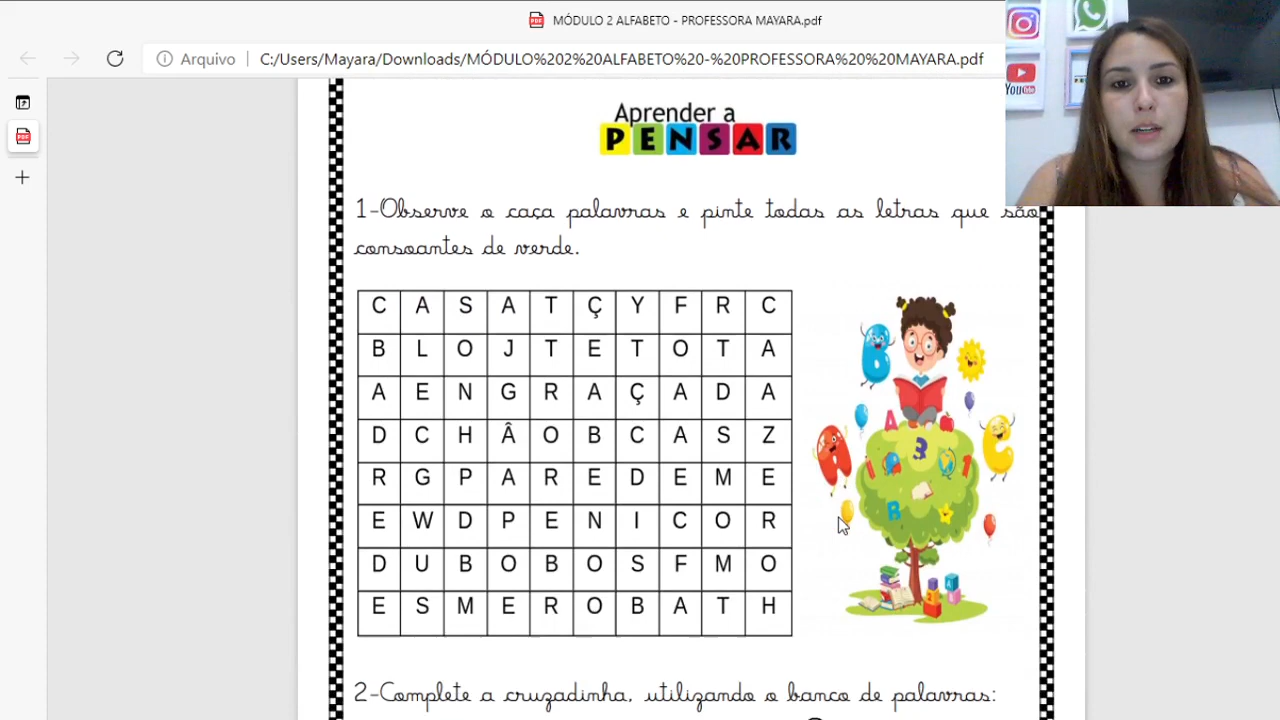 MÓDULO 2 ALFABETO - PROFESSORA MAYARA.pdf
Arquivo C:/Users/Mayara/Downloads/MÓDULO%202%20ALFABETO%20-%20PROFESSORA%20%20MAYARA.pdf
YouTube
Aprender a
PENSAR
1-Observe o caça palavras e pinte todas as letras que são
consoantes de verde.
C A S A T Ç Y F R C
B L O J T E T O T A
A E N G R A Ç A D A
D C H Â O B C A S Z
R G P A R E D E M E
E W D P E N I C O R
D U B O B O S F M O
E S M E R O B A T H
2-Complete a cruzadinha, utilizando o banco de palavras: